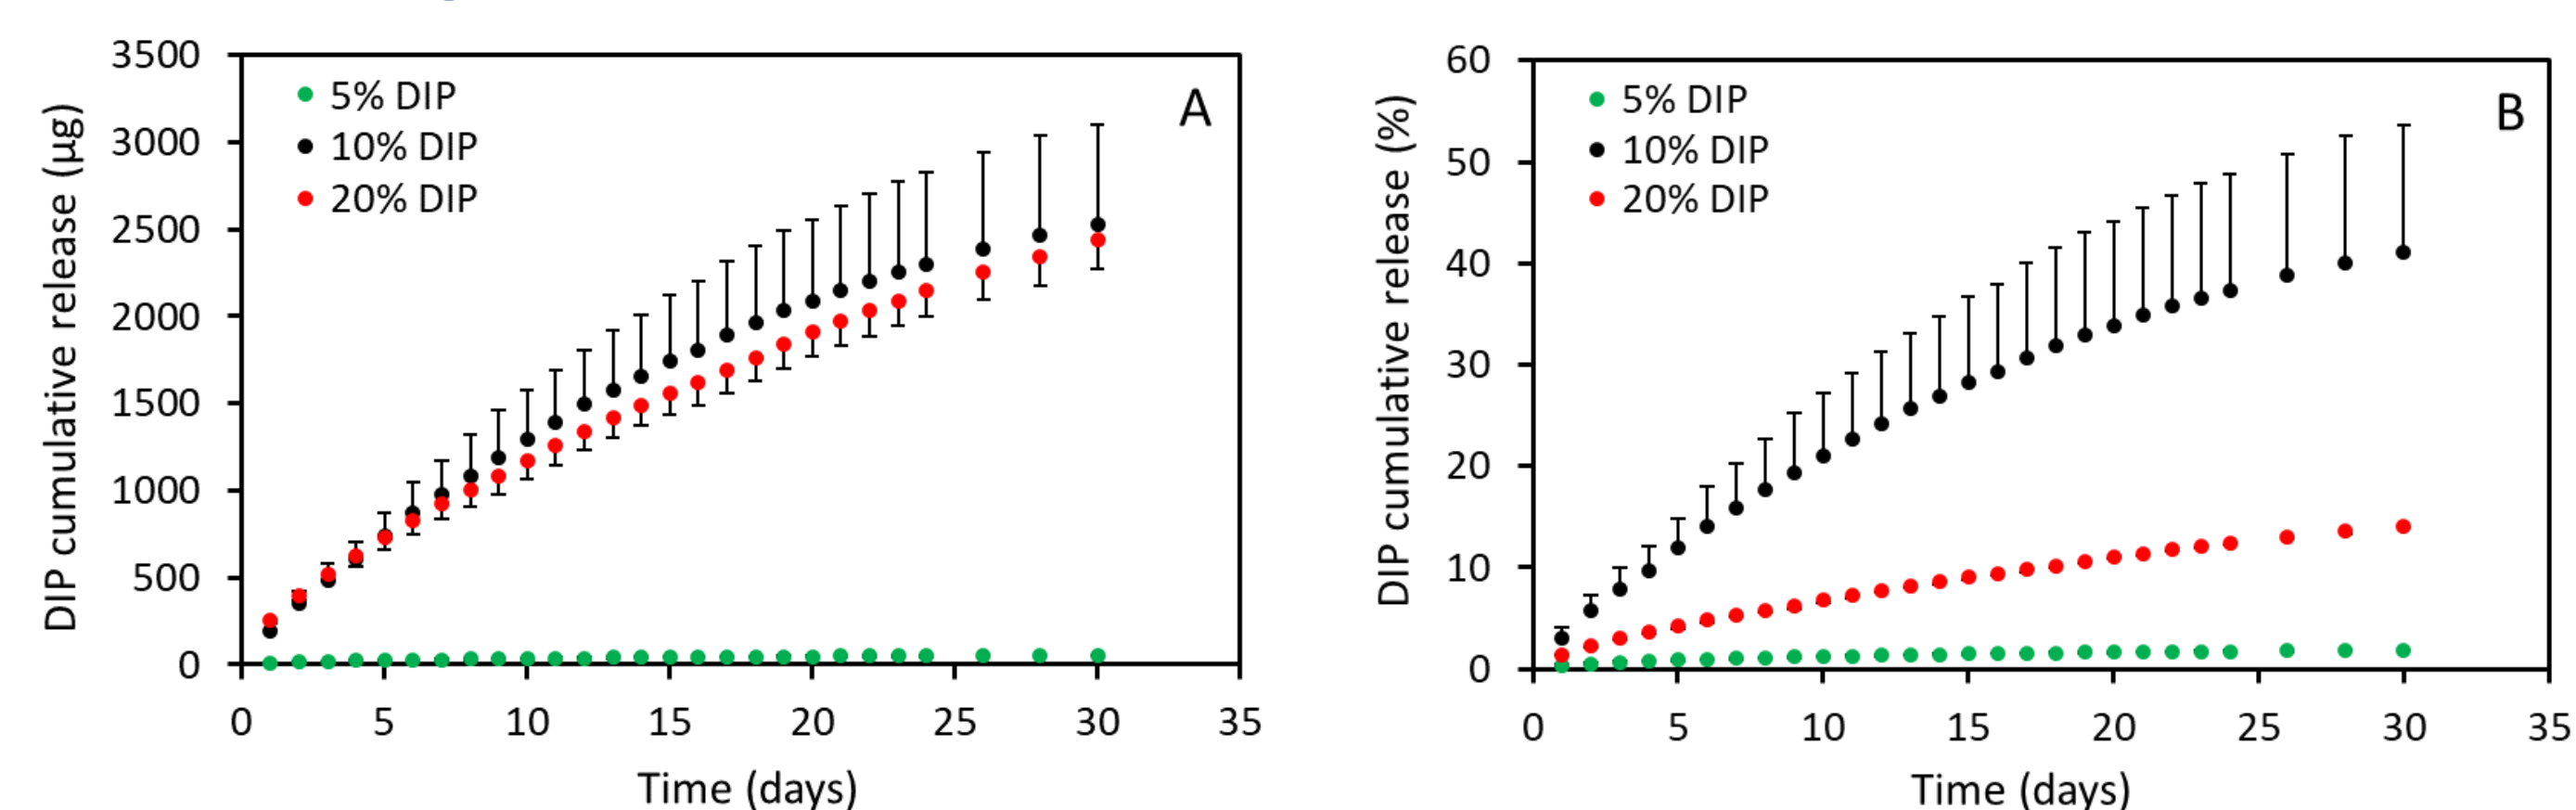 3500
3000
2500
2000
1500
1000
500
0
DIP cumulative release (µg)
5% DIP
10% DIP
20% DIP
A
0 5 10 15 20 25 30 35
Time (days)
60
50
40
30
20
10
0
DIP cumulative release (%)
5% DIP
10% DIP
20% DIP
B
0 5 10 15 20 25 30 35
Time (days)